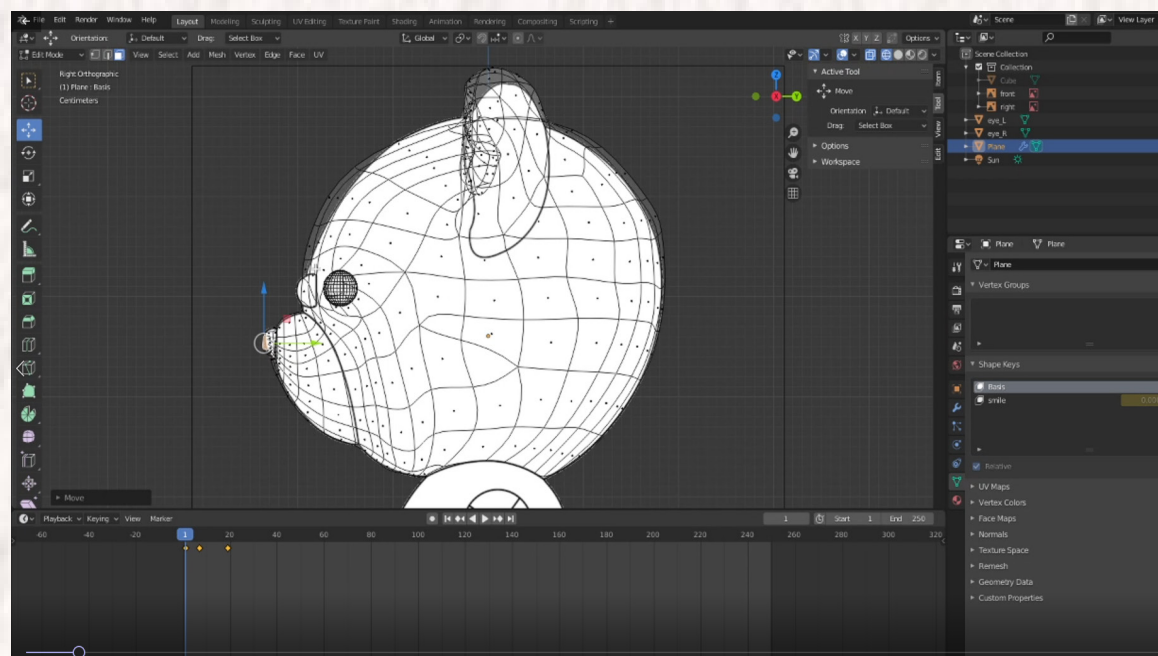 File Edit Render Window Help Layout Modeling Sculpting UV Editing Texture Paint Shading Animation Rendering Compositing Scripting + Scene View Layer
Orientation: Default Drag: Select Box Global X Y Z Options
Edit Mode View Select Add Mesh Vertex Edge Face UV
Right Orthographic
(1) Plane : Basis
Centimeters
Z
X
Y
Move
Active Tool
Move
Orientation Default
Drag: Select Box
Options
Workspace
Item
Tool
View
Edit
Scene Collection
Collection
Cube
front
right
eye_L
eye_R
Plane
Sun
Plane Plane
Plane
Vertex Groups
Shape Keys
Basis
smile
Relative
UV Maps
Vertex Colors
Face Maps
Normals
Texture Space
Remesh
Geometry Data
Custom Properties
Playback Keying View Marker 1 Start 1 End 250
-60 -40 -20 1 20 40 60 80 100 120 140 160 180 200 220 240 260 280 300 320